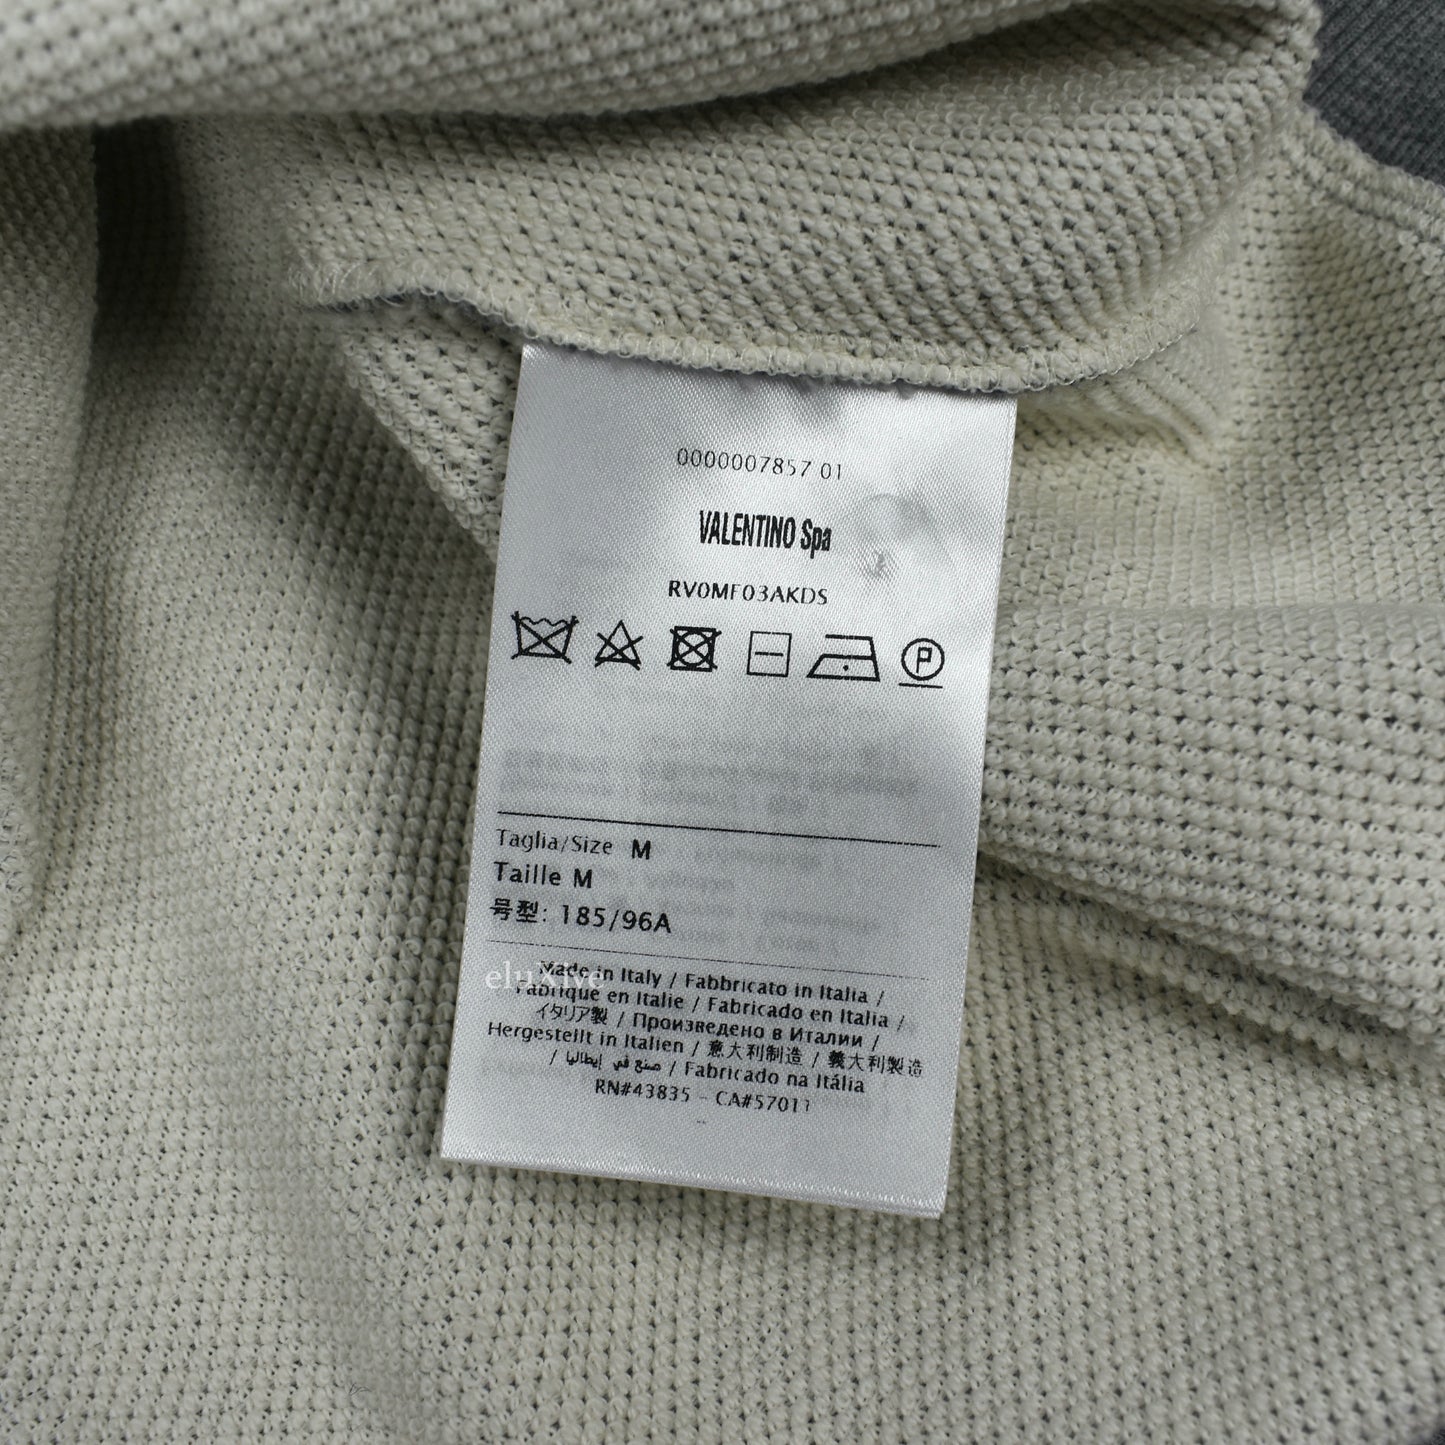 0000007857 01
VALENTINO Spa
RV0MF03AKDS
P
Taglia/Size M
Taille M
号型: 185/96A
eluXive
Made in Italy / Fabbricato in Italia /
Fabriqué en Italie / Fabricado en Italia /
イタリア製 / Произведено в Италии /
Hergestellt in Italien / 意大利制造 / 義大利製造
/ صنع في إيطاليا / Fabricado na Itália
RN#43835 - CA#57011